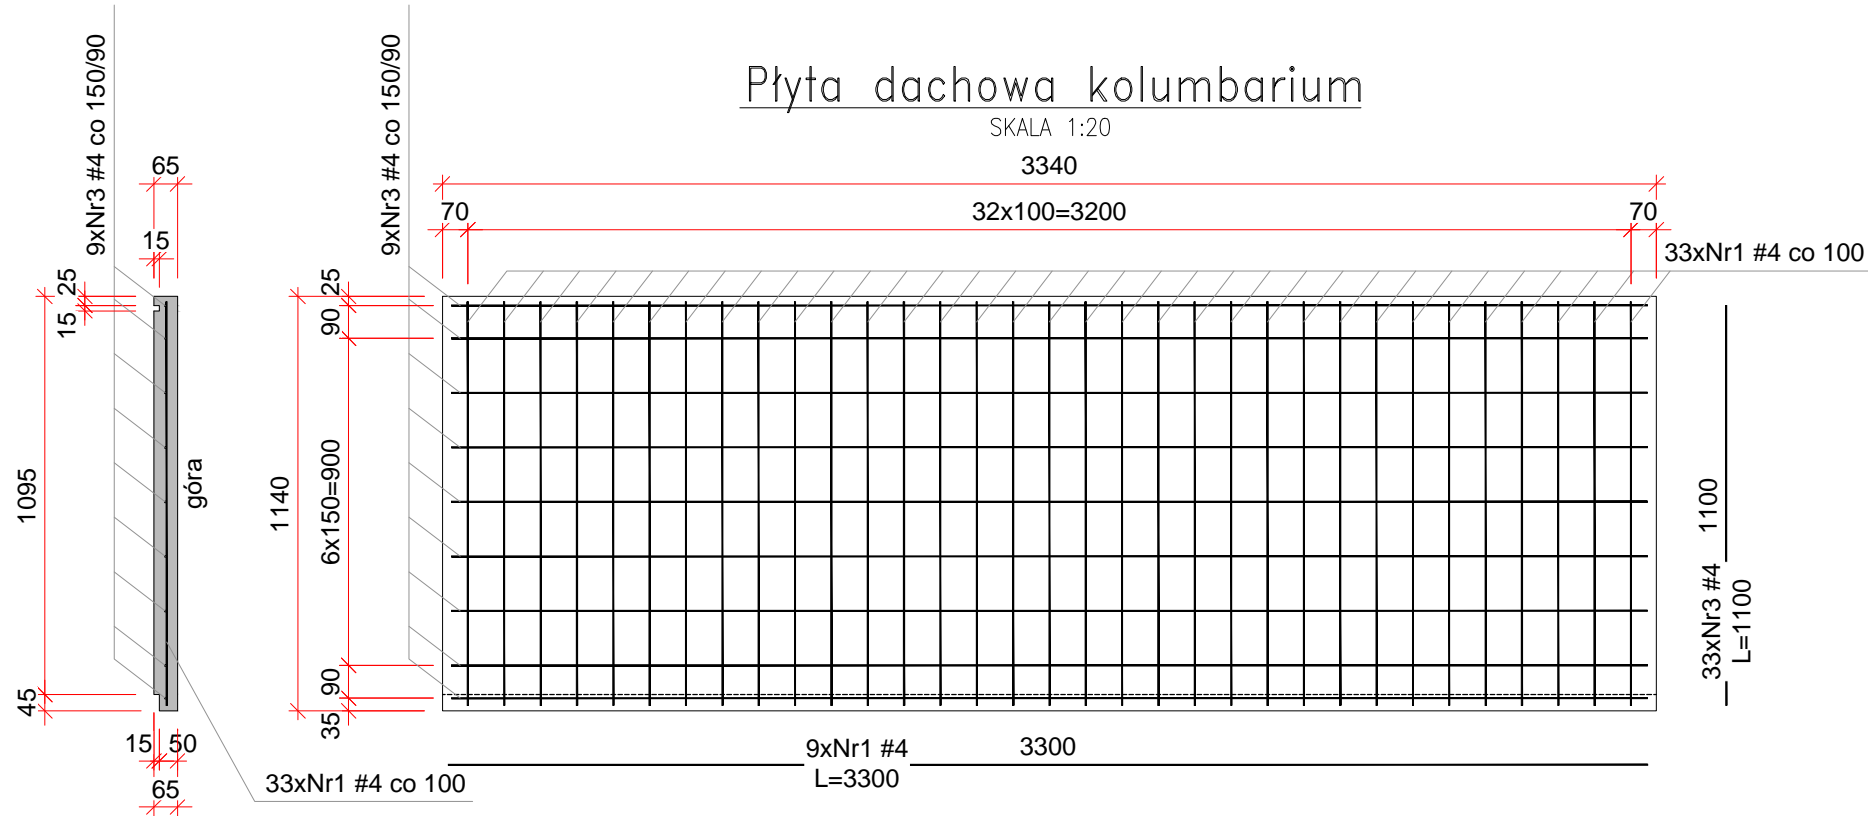 Płyta dachowa kolumbarium
SKALA 1:20
9xNr3 #4 co 150/90
9xNr3 #4 co 150/90
65
15
3340
70
32x100=3200
70
33xNr1 #4 co 100
25
15
25
90
1095
góra
1140
6x150=900
1100
33xNr3 #4
L=1100
45
90
35
15
50
65
33xNr1 #4 co 100
9xNr1 #4
3300
L=3300